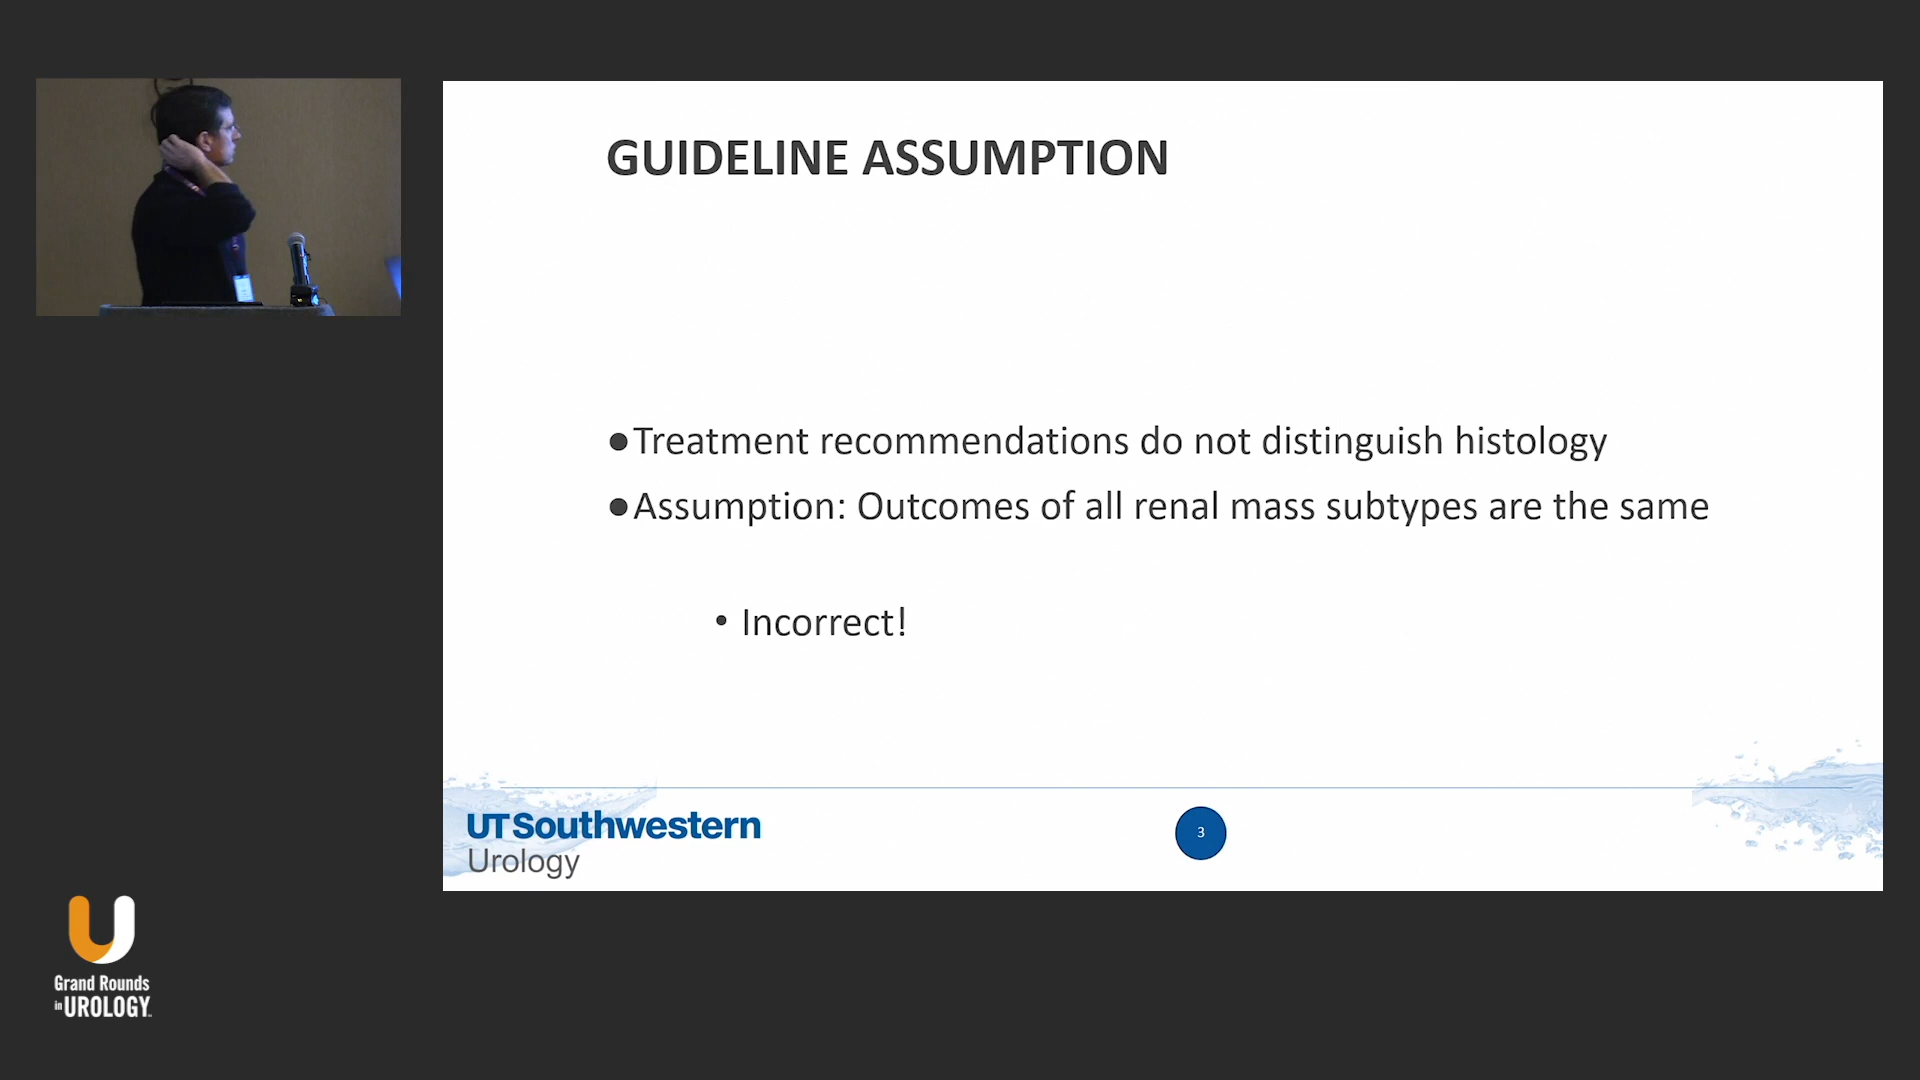 GUIDELINE ASSUMPTION
●Treatment recommendations do not distinguish histology
●Assumption: Outcomes of all renal mass subtypes are the same
• Incorrect!
UTSouthwestern
Urology
3
Grand Rounds
in UROLOGY